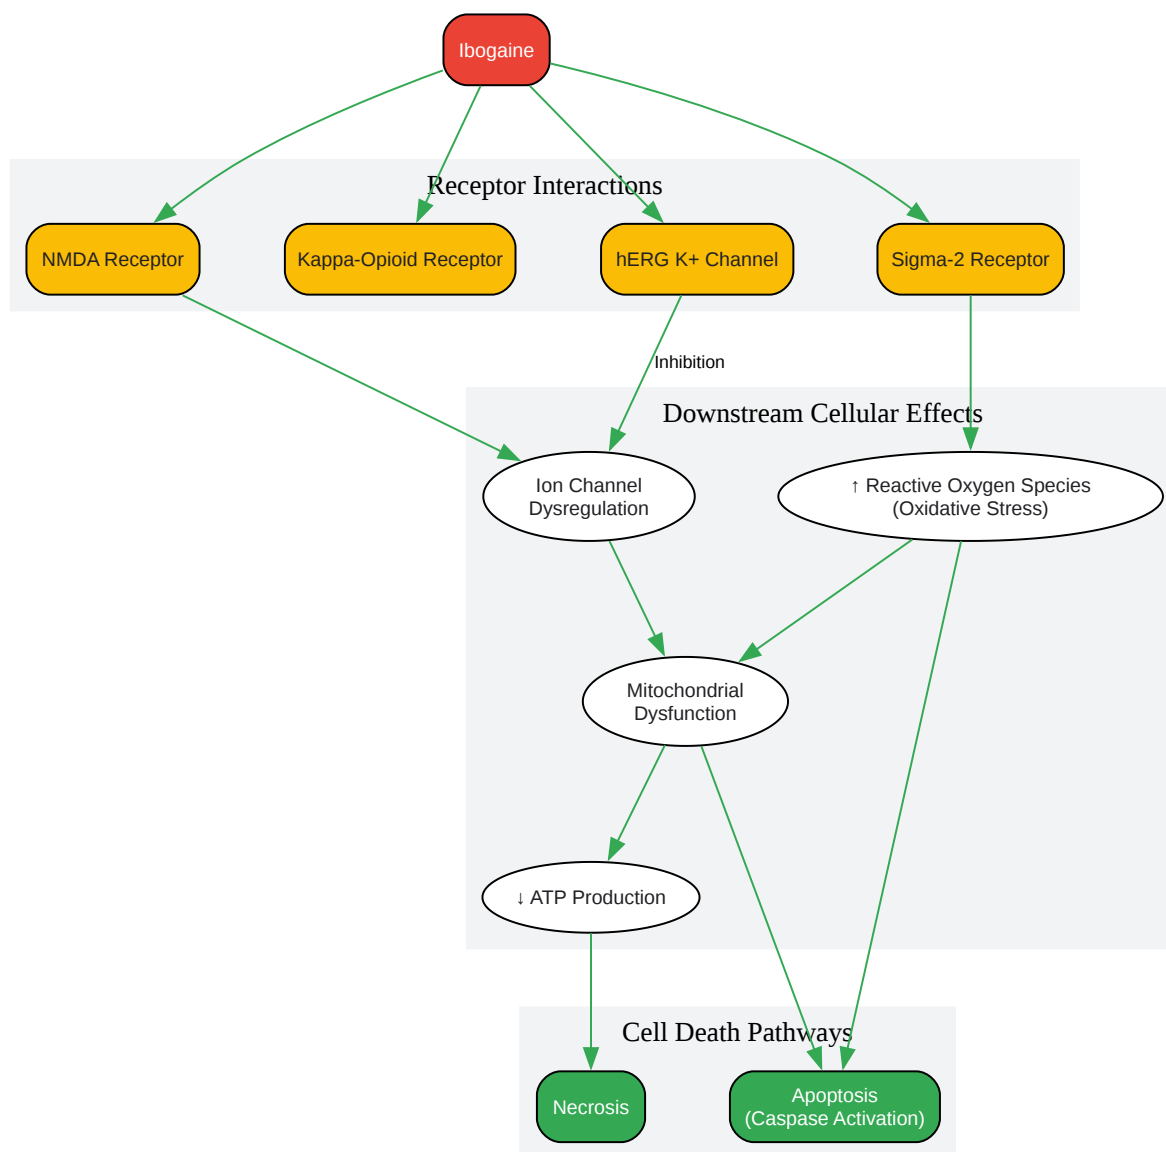 Ibogaine
Receptor Interactions
NMDA Receptor
Kappa-Opioid Receptor
hERG K+ Channel
Sigma-2 Receptor
Inhibition
Downstream Cellular Effects
Ion Channel
Dysregulation
↑ Reactive Oxygen Species
(Oxidative Stress)
Mitochondrial
Dysfunction
↓ ATP Production
Cell Death Pathways
Necrosis
Apoptosis
(Caspase Activation)